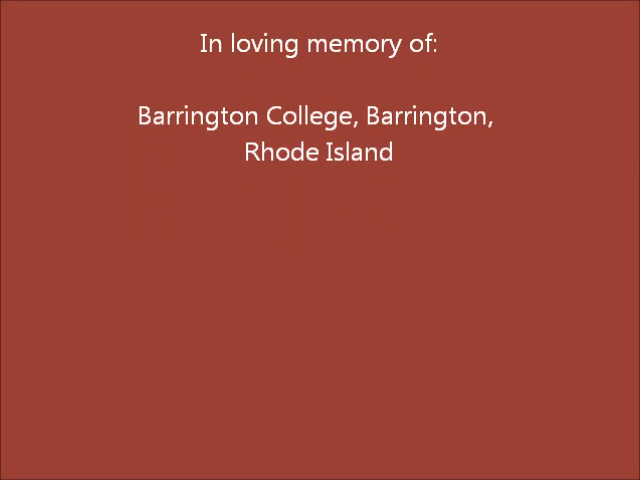 In loving memory of:
Barrington College, Barrington,
Rhode Island